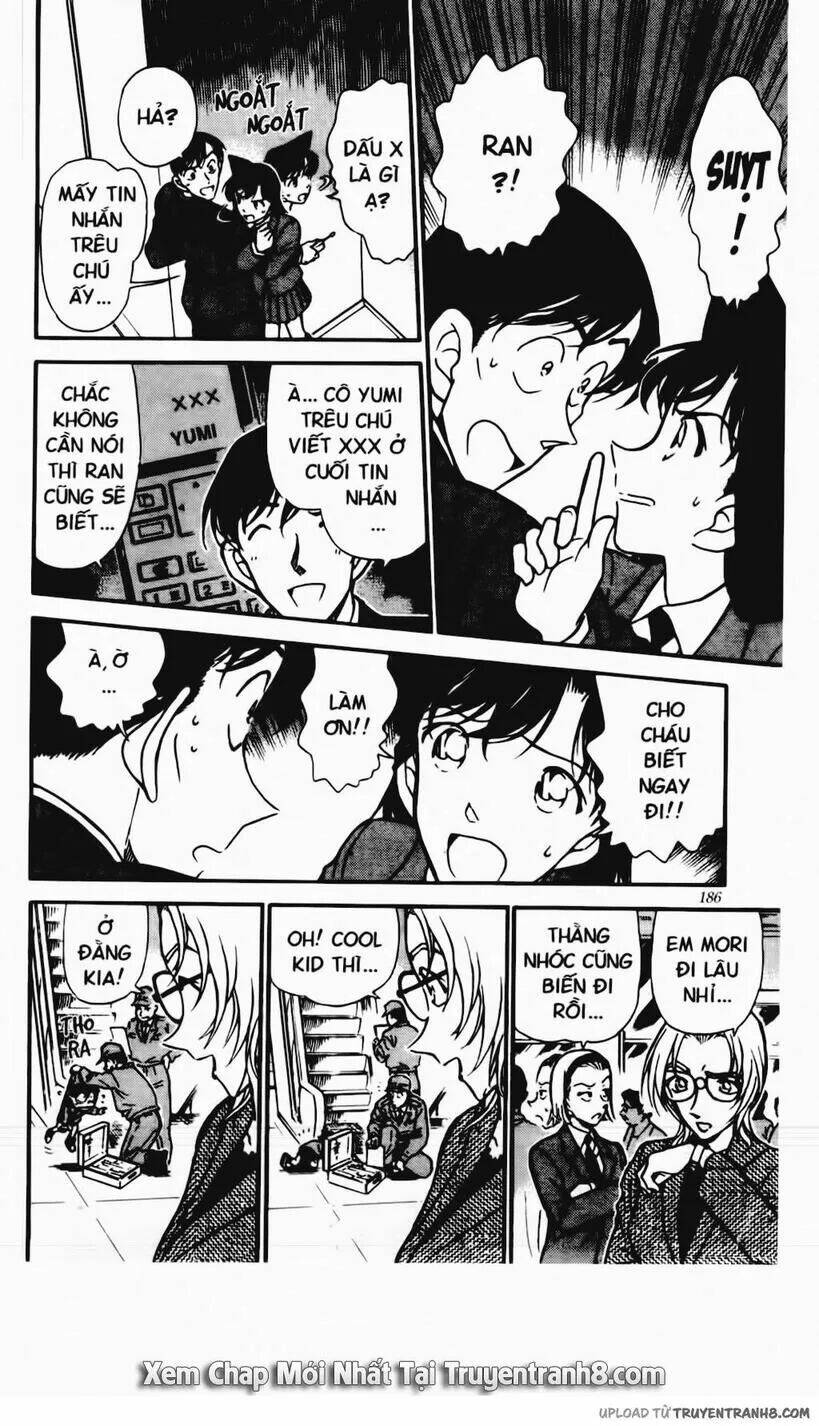 SUỴT
!
RAN
?!
DẤU X
LÀ GÌ
Ạ?
NGOẮT
NGOẮT
HẢ?
MẤY TIN
NHẮN
TRÊU
CHÚ
ẤY...
À... CÔ YUMI
TRÊU CHÚ
VIẾT XXX Ở
CUỐI TIN
NHẮN
...
XXX
YUMI
CHẮC
KHÔNG
CẦN NÓI
THÌ RAN
CŨNG SẼ
BIẾT...
CHO
CHÁU
BIẾT
NGAY
ĐI!!
LÀM
ƠN!!
À, Ờ
...
186
EM MORI
ĐI LÂU
NHỈ...
THẰNG
NHÓC CŨNG
BIẾN ĐI
RỒI...
OH! COOL
KID THÌ...
Ở
ĐẰNG
KIA!
THO
RA
Xem Chap Mới Nhất Tại Truyentranh8.com
UPLOAD TỪ TRUYENTRANH8.COM